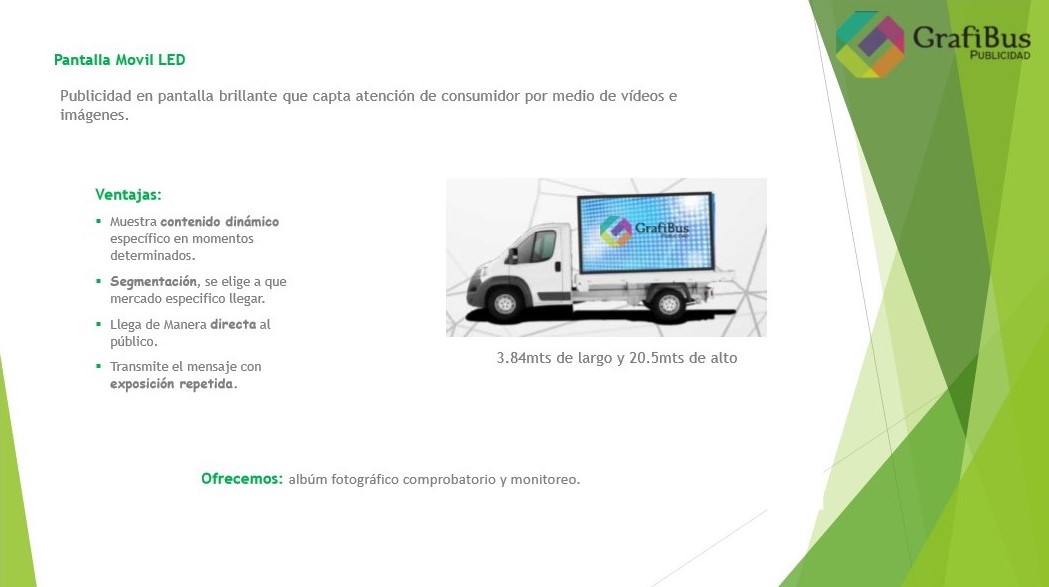 GrafiBus
PUBLICIDAD
Pantalla Movil LED
Publicidad en pantalla brillante que capta atención de consumidor por medio de vídeos e
imágenes.
Ventajas:
Muestra contenido dinámico
específico en momentos
determinados.
Segmentación, se elige a que
mercado especifico llegar.
Llega de Manera directa al
público.
Transmite el mensaje con
exposición repetida.
GrafiBus
PUBLICIDAD
3.84mts de largo y 20.5mts de alto
Ofrecemos: albúm fotográfico comprobatorio y monitoreo.